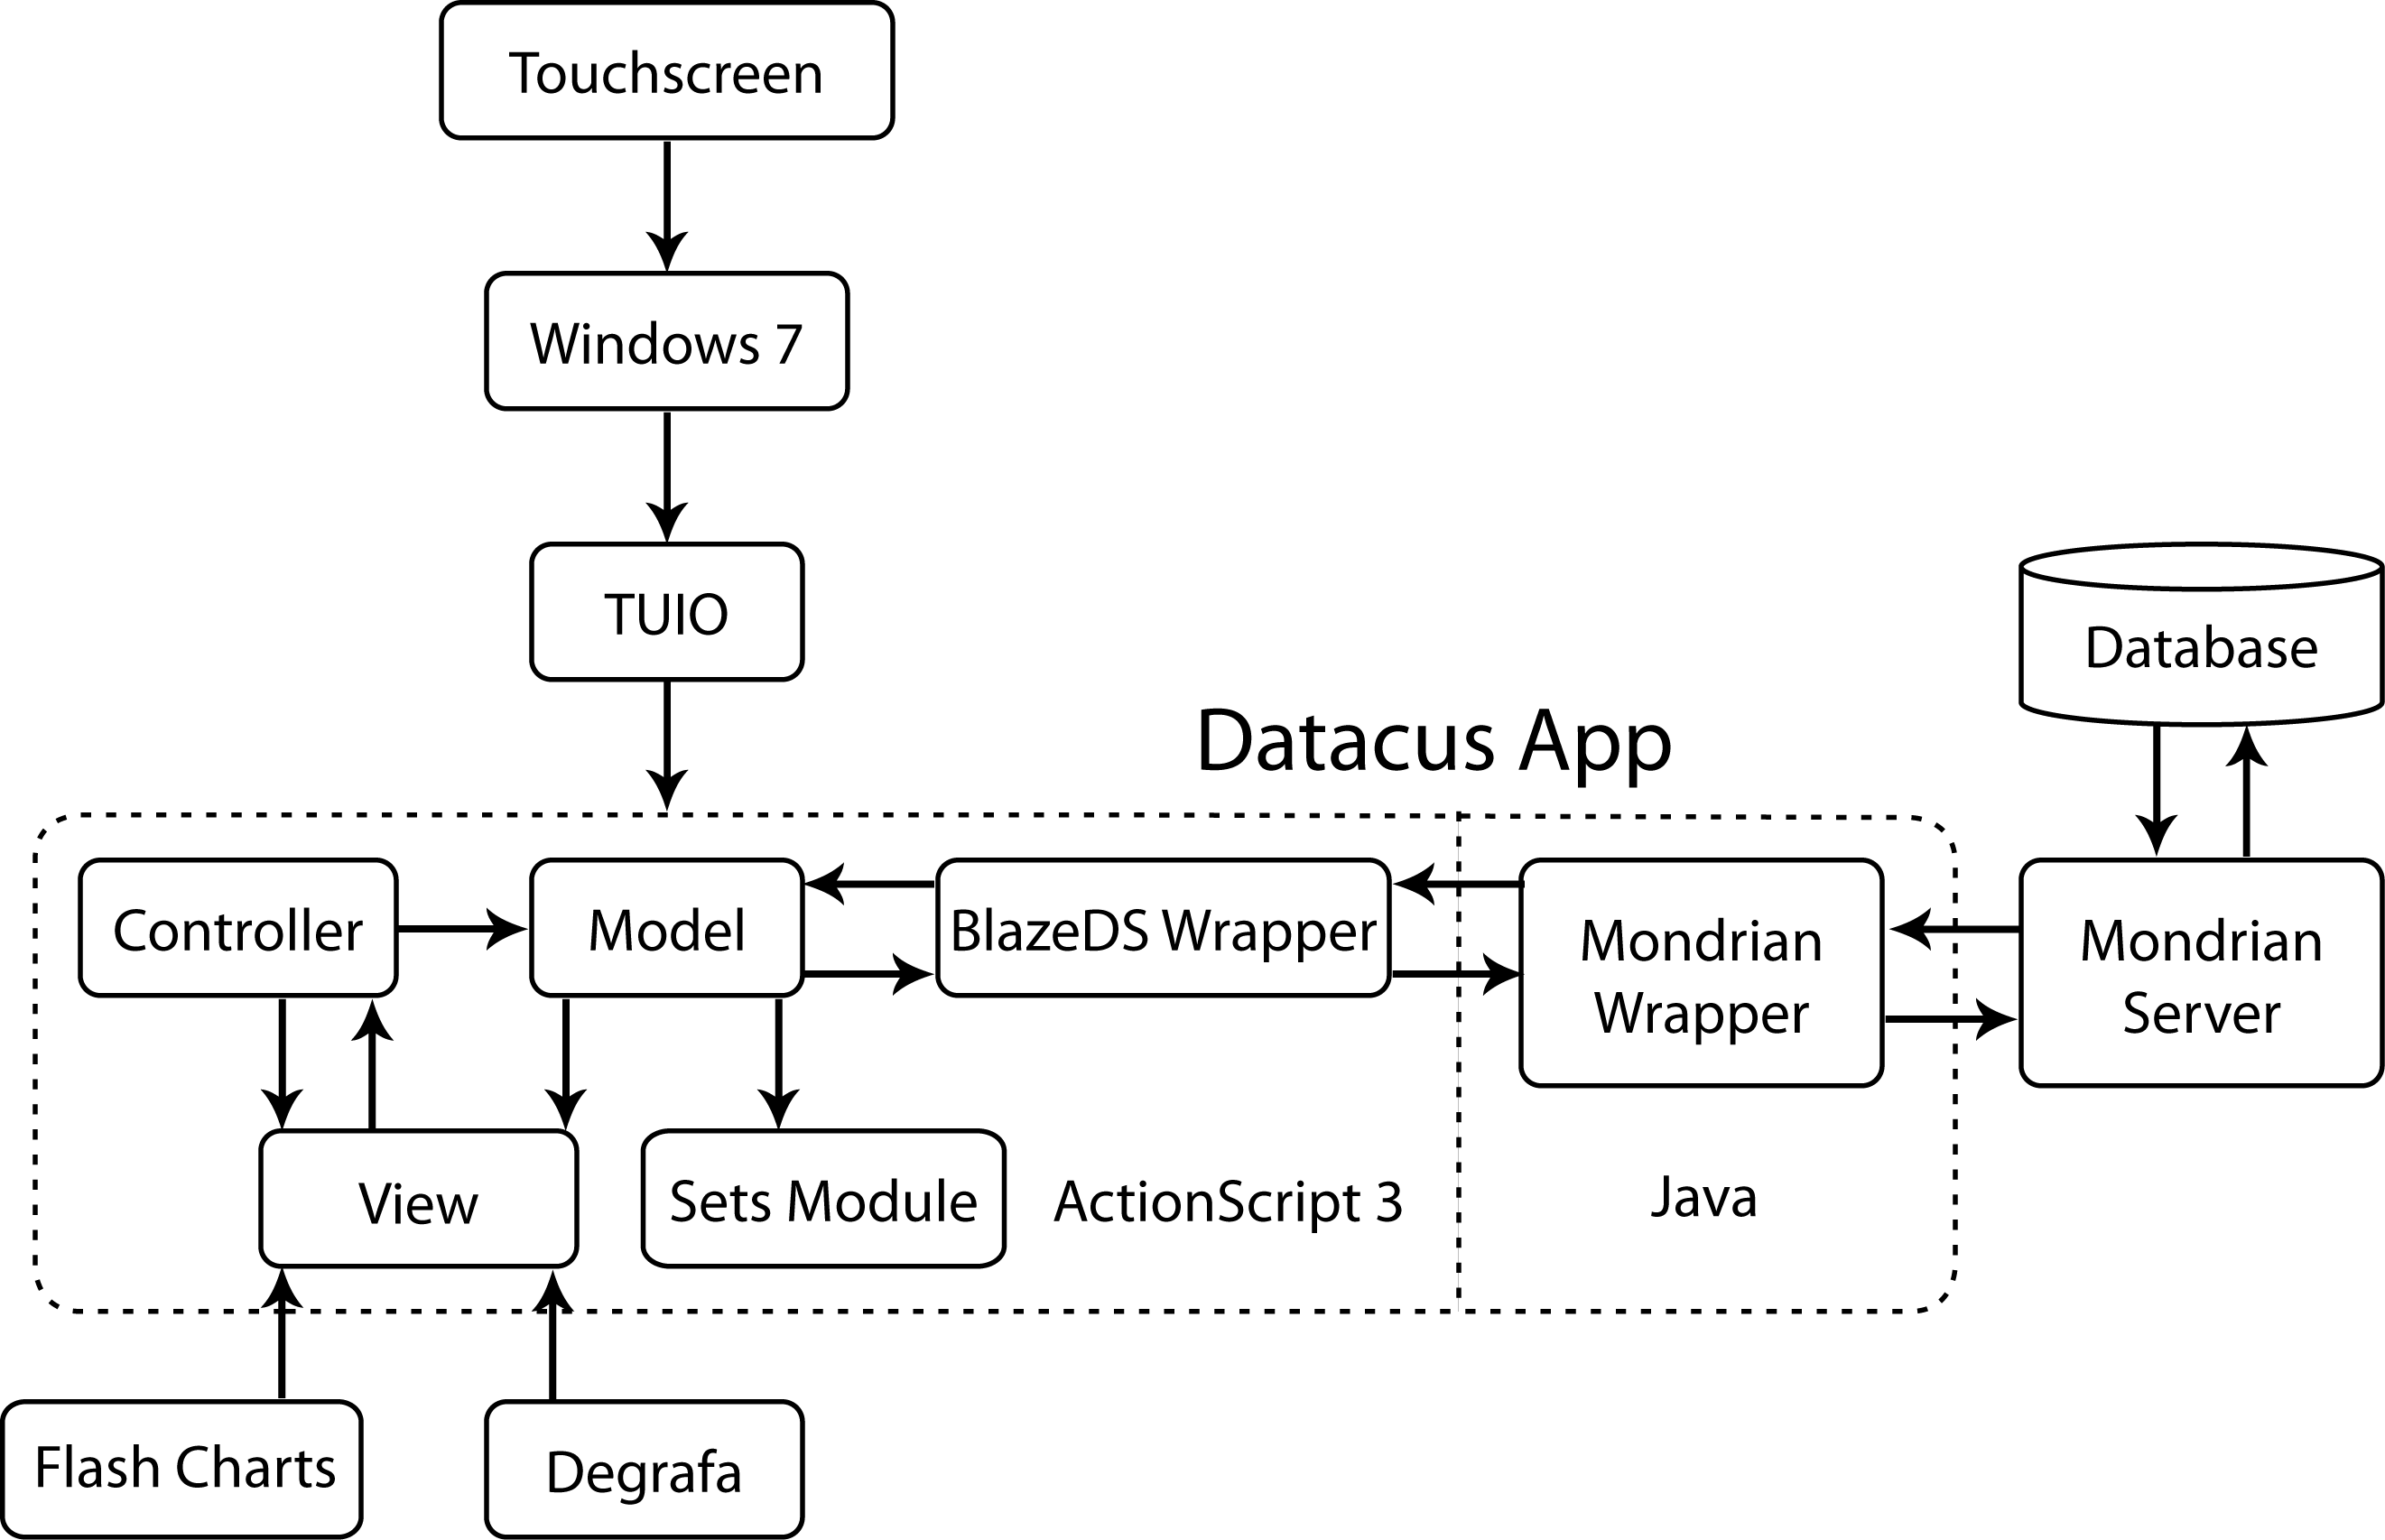 Touchscreen
Windows 7
TUIO
Database
Datacus App
Controller
Model
BlazeDS Wrapper
Mondrian
Wrapper
Mondrian
Server
View
Sets Module
ActionScript 3
Java
Flash Charts
Degrafa